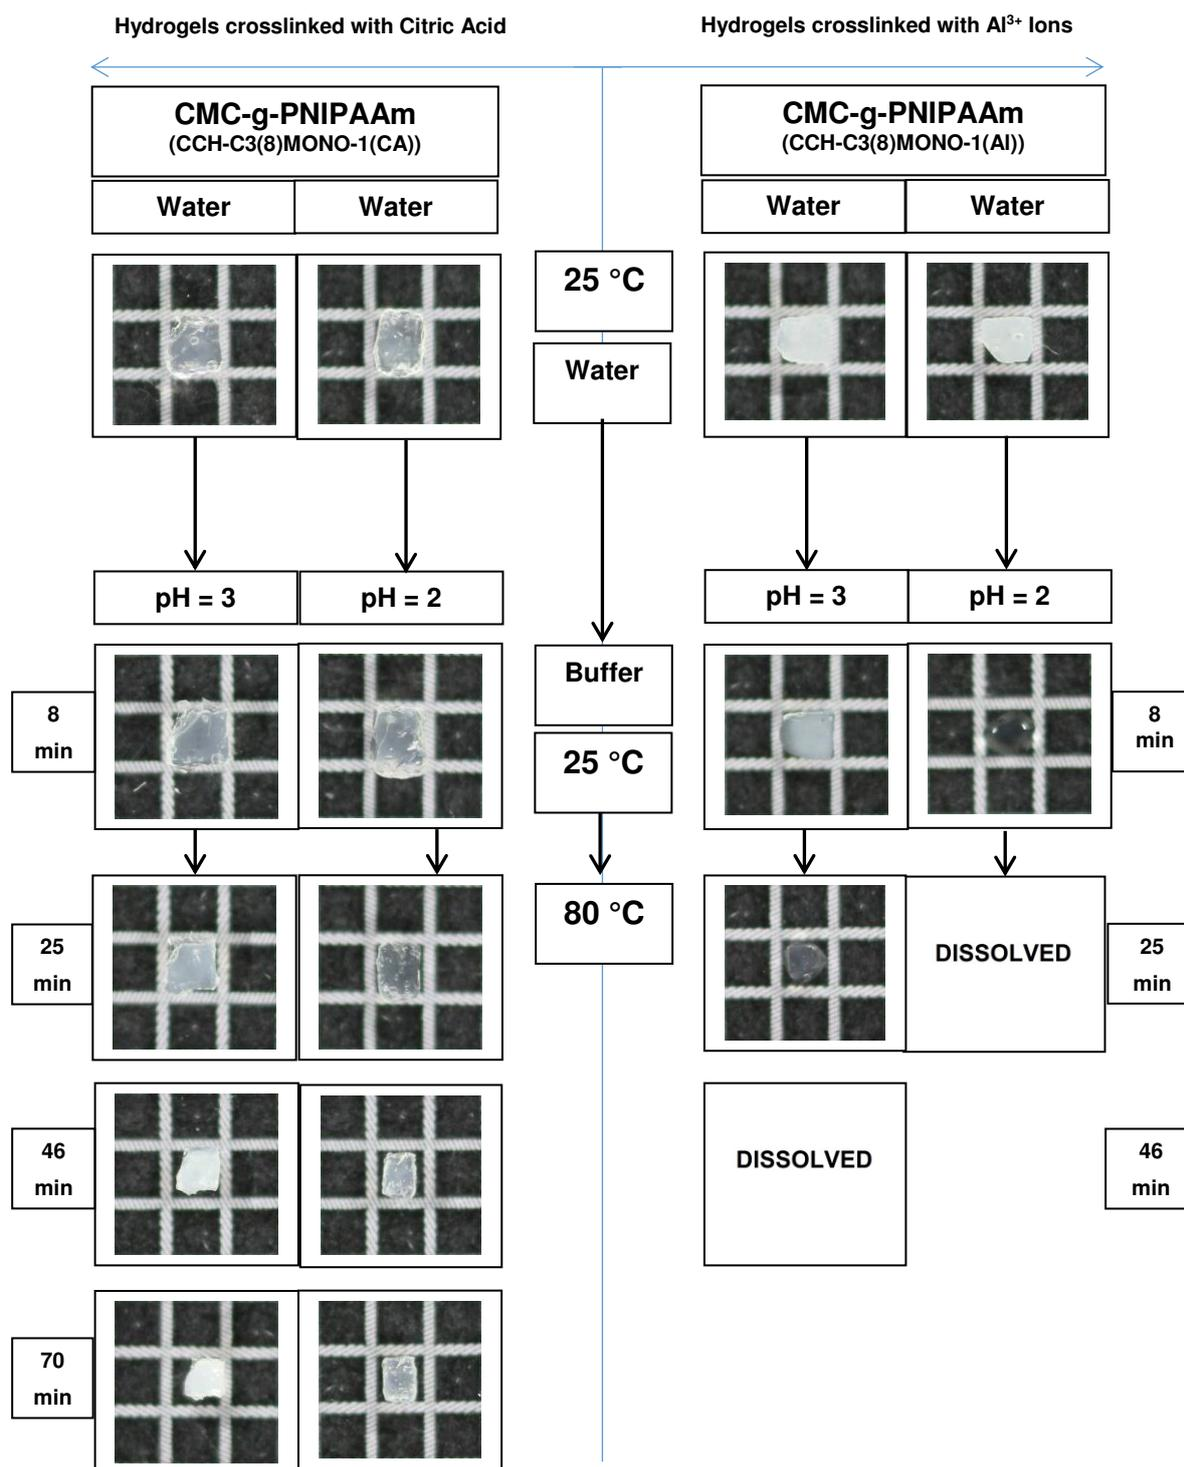 Hydrogels crosslinked with Citric Acid
Hydrogels crosslinked with Al³⁺ Ions
CMC-g-PNIPAAm
(CCH-C3(8)MONO-1(CA))
CMC-g-PNIPAAm
(CCH-C3(8)MONO-1(Al))
Water
Water
Water
Water
25 °C
Water
pH = 3
pH = 2
pH = 3
pH = 2
8
min
Buffer
25 °C
8
min
25
min
80 °C
DISSOLVED
25
min
46
min
DISSOLVED
46
min
70
min